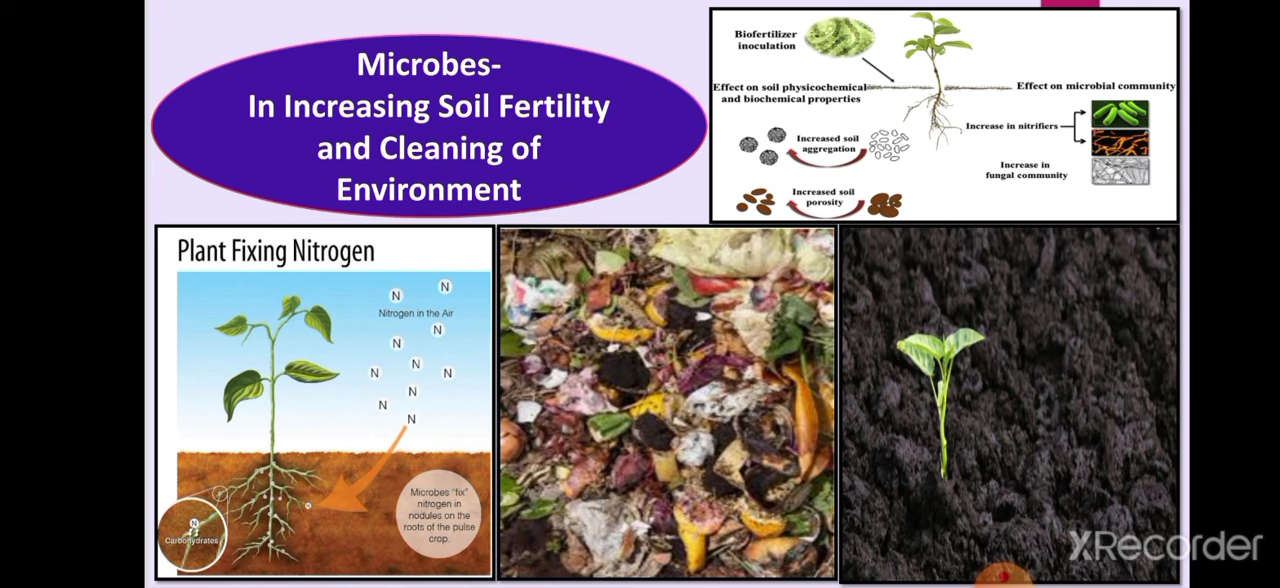 Microbes-
In Increasing Soil Fertility
and Cleaning of
Environment
Biofertilizer
inoculation
Effect on soil physicochemical
and biochemical properties
Effect on microbial community
Increased soil
aggregation
Increase in nitrifiers
Increase in
fungal community
Increased soil
porosity
Plant Fixing Nitrogen
N
N
Nitrogen in the Air
N
N
N
N
N
N
N
N
N
Microbes "fix"
nitrogen in
nodules on the
roots of the pulse
crop.
N
Carbohydrates
XRecorder